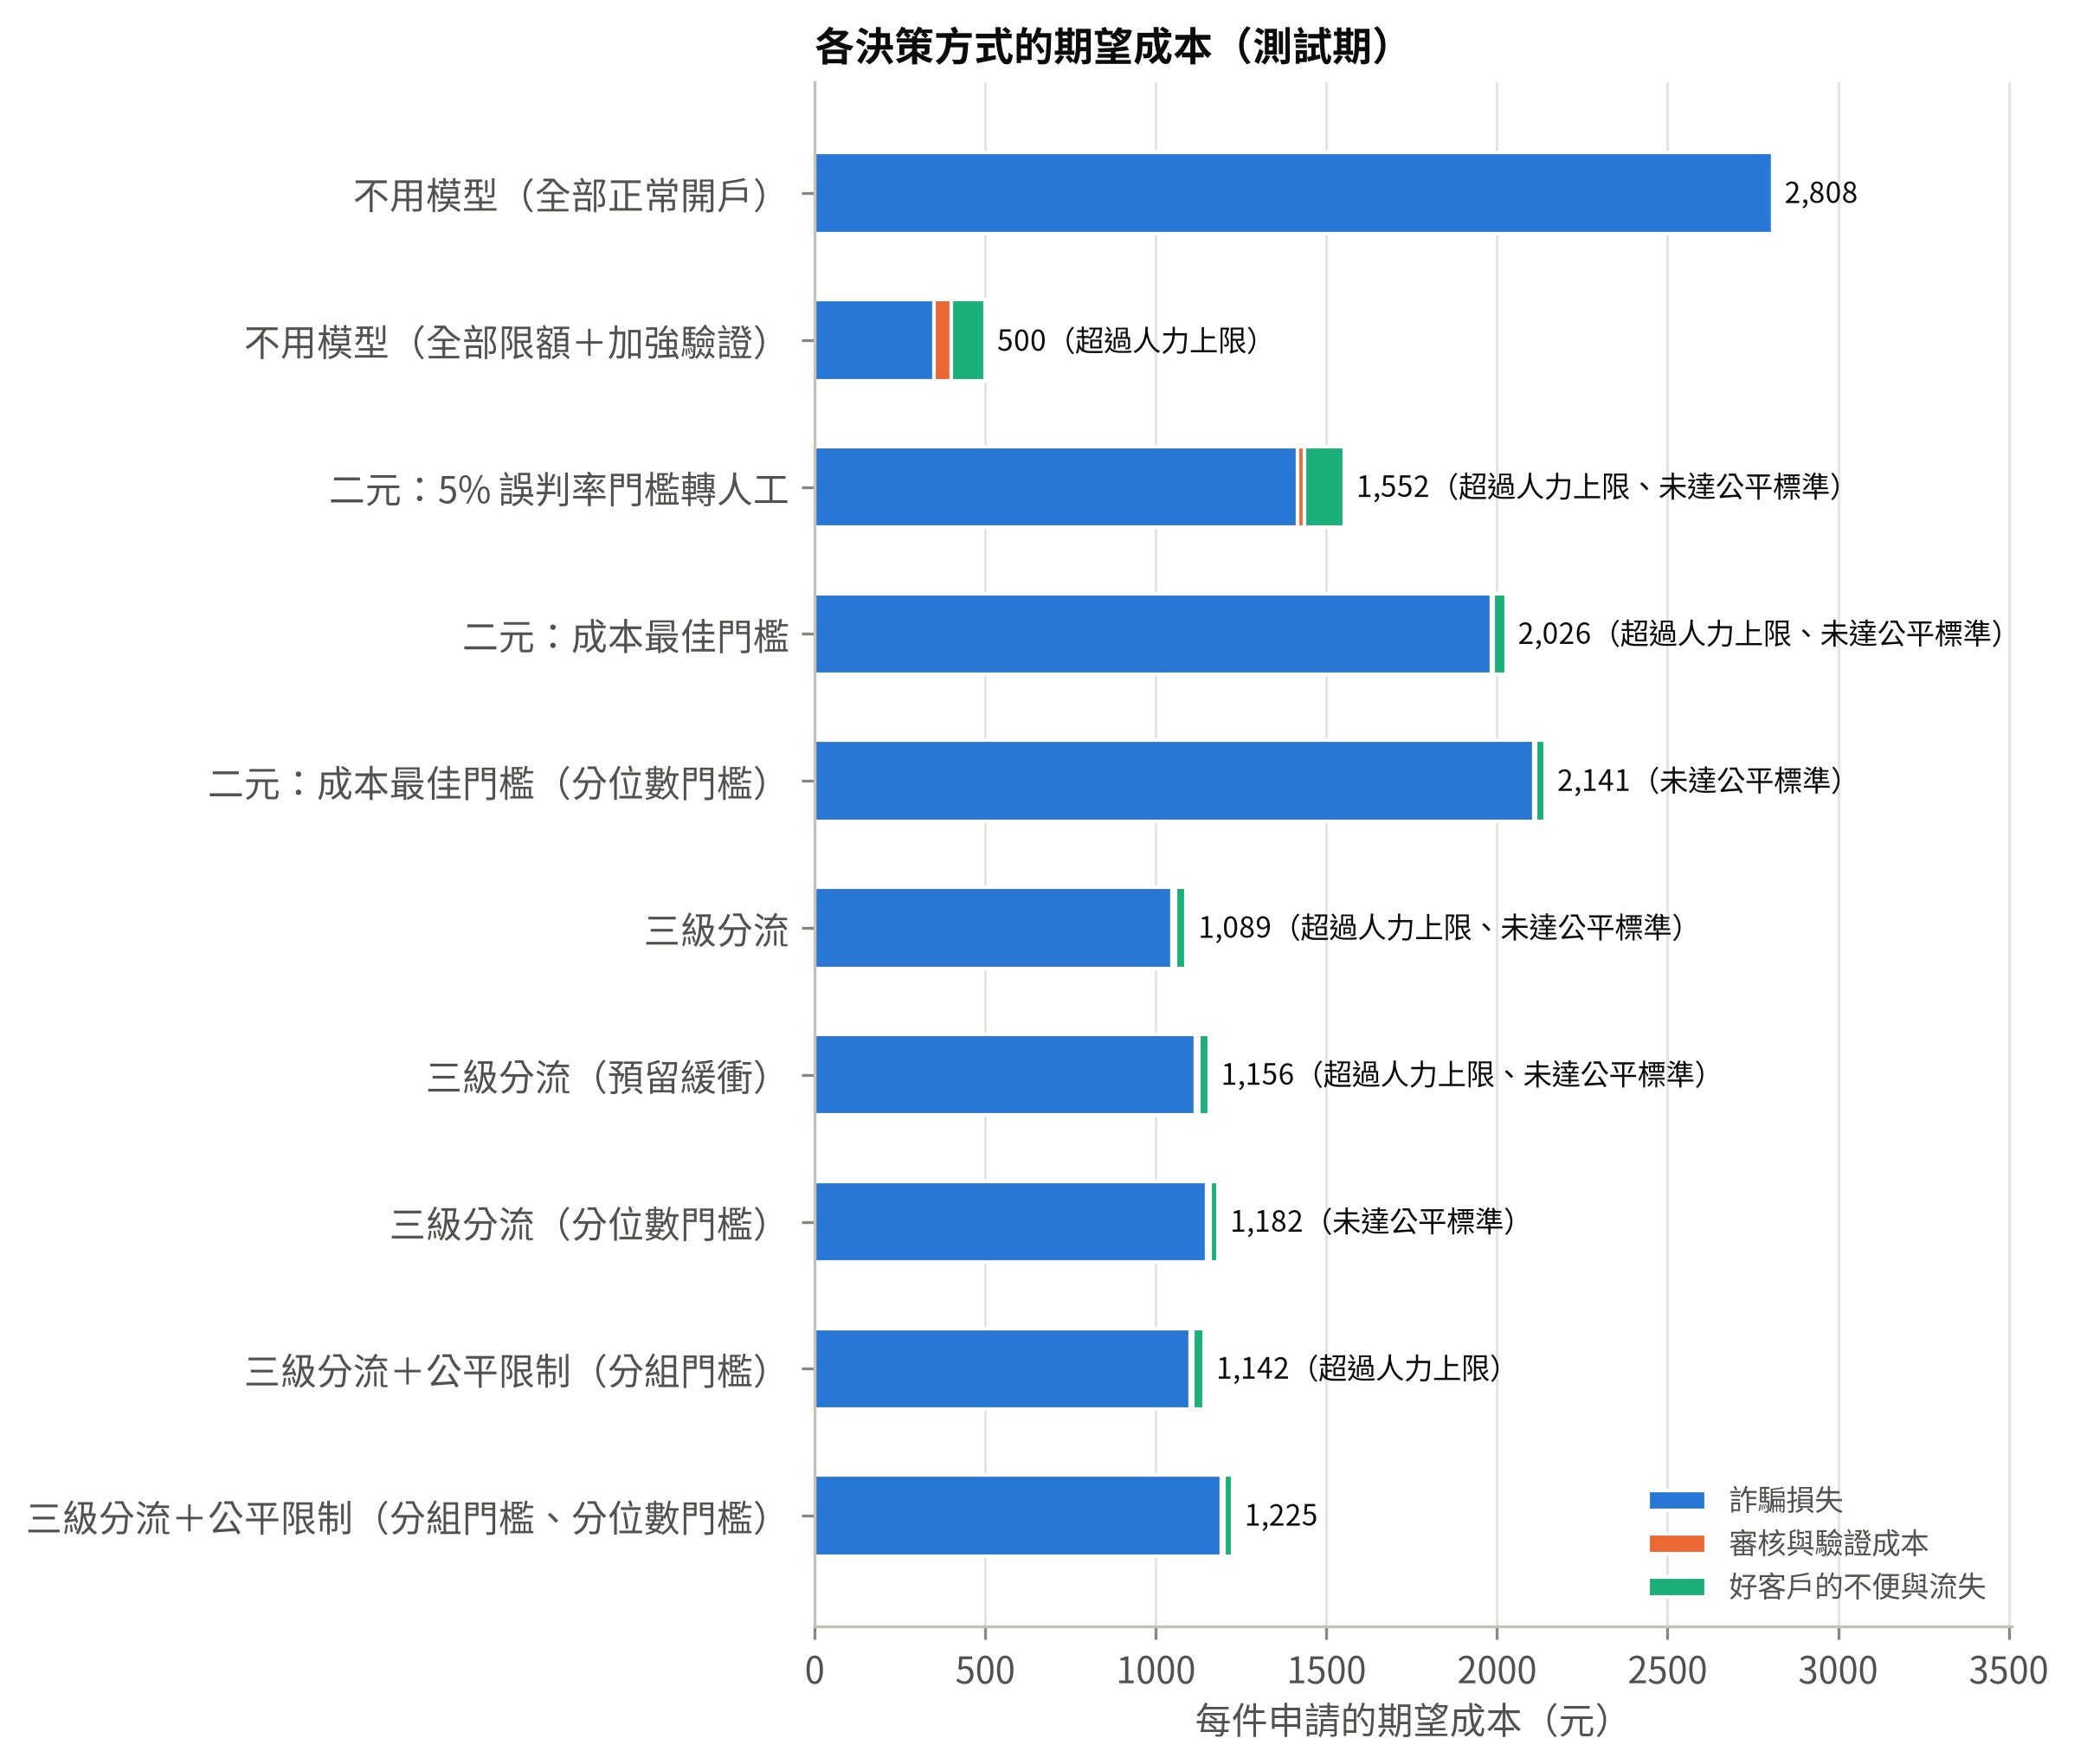 各決策方式的期望成本（測試期）
不用模型（全部正常開戶）
2,808
不用模型（全部限額＋加強驗證）
500（超過人力上限）
二元：5% 誤判率門檻轉人工
1,552（超過人力上限、未達公平標準）
二元：成本最佳門檻
2,026（超過人力上限、未達公平標準）
二元：成本最佳門檻（分位數門檻）
2,141（未達公平標準）
三級分流
1,089（超過人力上限、未達公平標準）
三級分流（預留緩衝）
1,156（超過人力上限、未達公平標準）
三級分流（分位數門檻）
1,182（未達公平標準）
三級分流＋公平限制（分組門檻）
1,142（超過人力上限）
三級分流＋公平限制（分組門檻、分位數門檻）
1,225
詐騙損失
審核與驗證成本
好客戶的不便與流失
0 500 1000 1500 2000 2500 3000 3500
每件申請的期望成本（元）